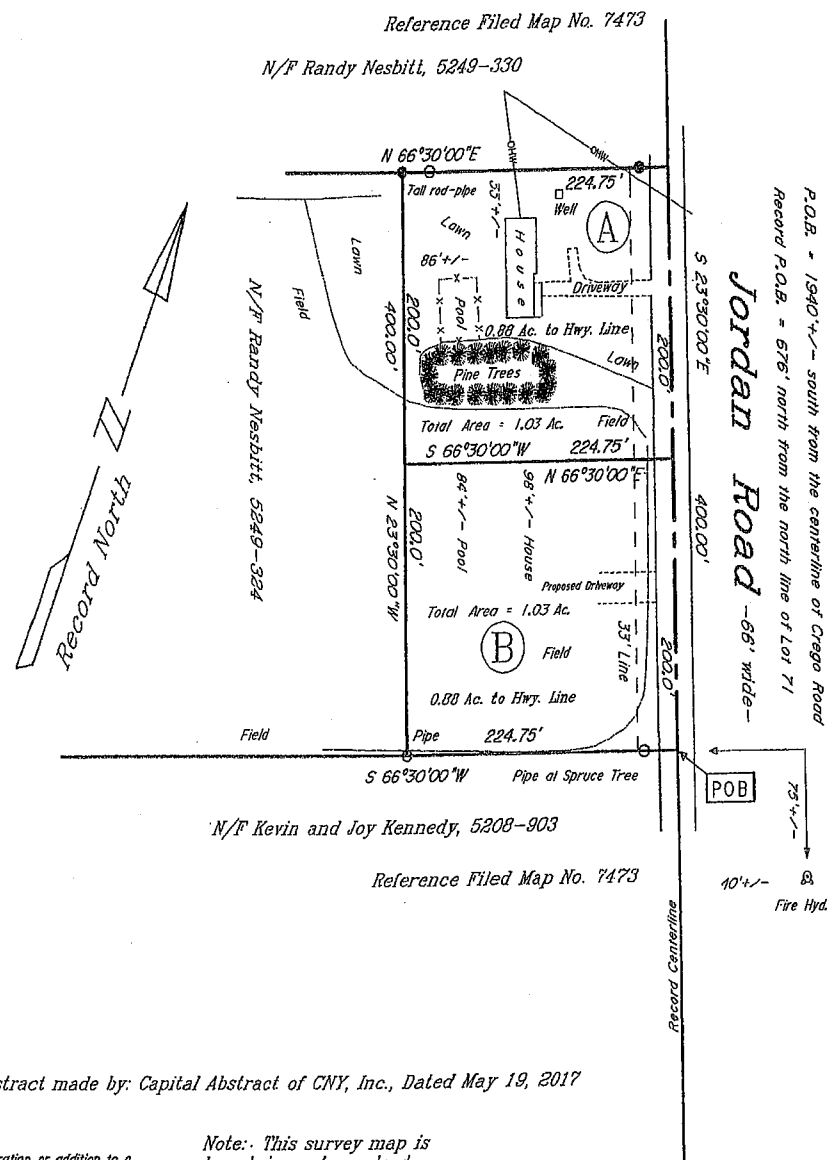 Reference Filed Map No. 7473
N/F Randy Nesbitt, 5249-330
P.O.B. = 1940'+/- south from the centerline of Crego Road
Record P.O.B. = 676' north from the north line of Lot 71
N 66°30'00"E
OHW
OHW
Tall rod-pipe
224.75'
Well
A
55'+/-
Lawn
Lawn
House
86'+/-
Driveway
S 23°30'00"E
Jordan Road -66' wide-
Field
N/F Randy Nesbitt, 5249-324
400.00'
200.0'
Pool
0.88 Ac. to Hwy. Line
Lawn
200.0'
Pine Trees
Total Area = 1.03 Ac.
Field
S 66°30'00"W
224.75'
N 66°30'00"E
Record North
N 23°30'00"W
200.0'
84'+/- Pool
98'+/- House
400.00'
Proposed Driveway
Total Area = 1.03 Ac.
B
Field
33' Line
200.0'
0.88 Ac. to Hwy. Line
Field
Pipe
224.75'
S 66°30'00"W
Pipe at Spruce Tree
POB
75'+/-
N/F Kevin and Joy Kennedy, 5208-903
Reference Filed Map No. 7473
10'+/-
Fire Hyd.
Record Centerline
stract made by: Capital Abstract of CNY, Inc., Dated May 19, 2017
Note: This survey map is